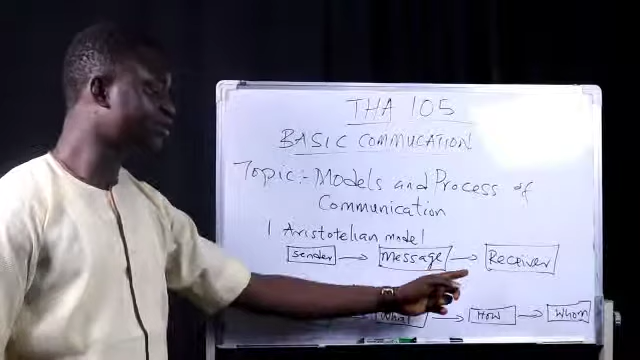 THA 105
BASIC COMMUCATION
Topic:- Models and Process of
Communication
1 Aristotelian model
Sender → Message → Receiver
What → How → Whom